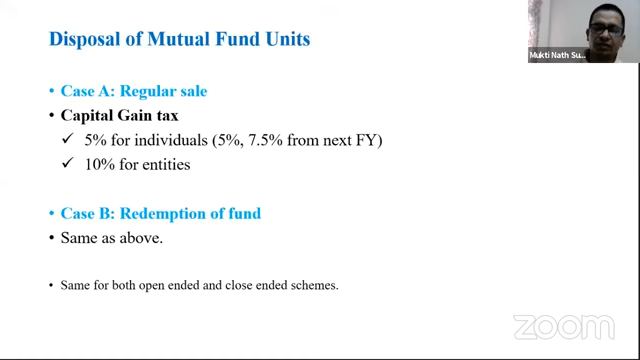 Disposal of Mutual Fund Units
Mukti Nath Su...
• Case A: Regular sale
• Capital Gain tax
✓ 5% for individuals (5%, 7.5% from next FY)
✓ 10% for entities
• Case B: Redemption of fund
• Same as above.
• Same for both open ended and close ended schemes.
zoom